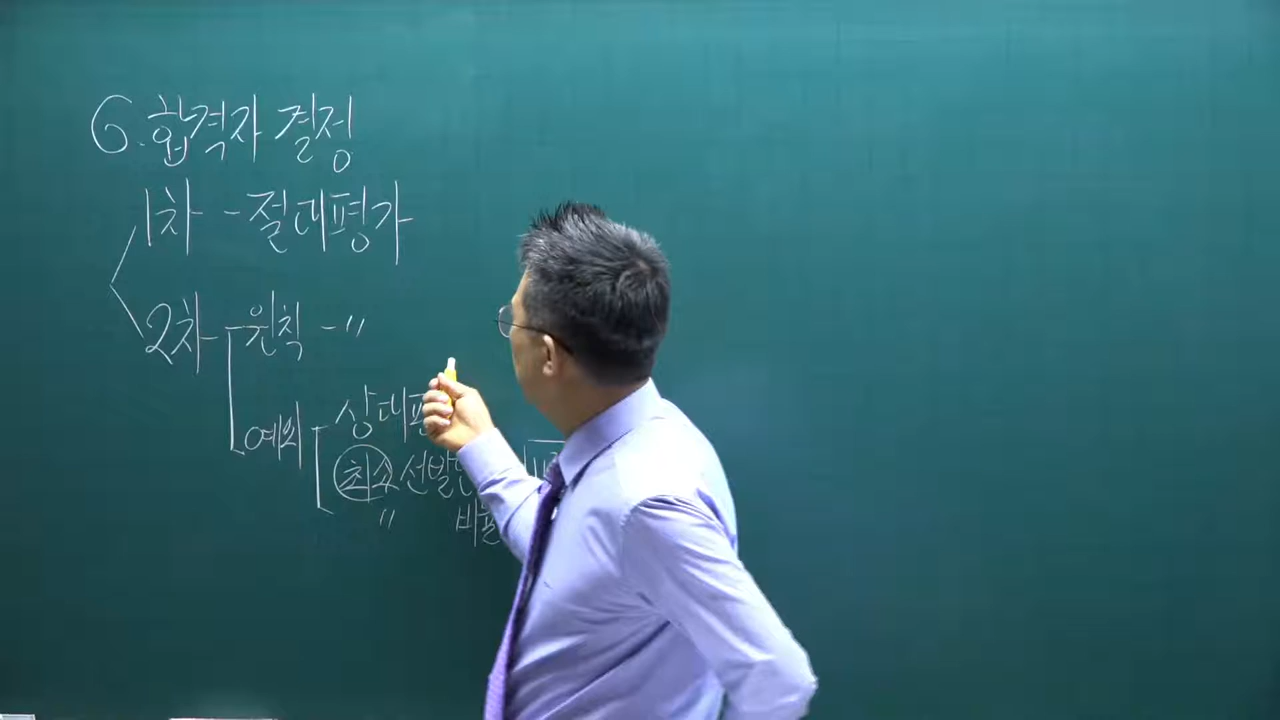 6. 합격자 결정
1차 - 절대평가
2차 - 원칙 - 〃
예외 상대평
최소선발인
〃